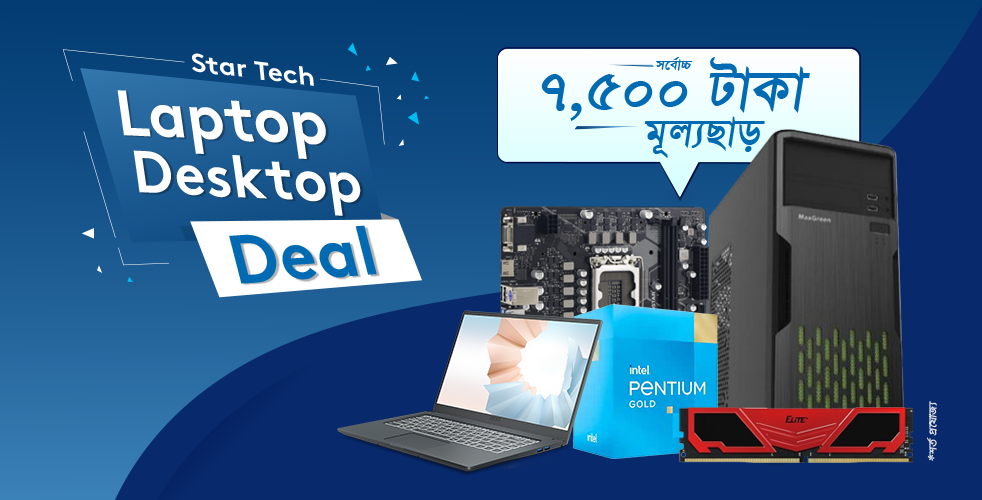 Star Tech
Laptop
Desktop
Deal
সর্বোচ্চ
৭,৫০০ টাকা
মূল্যছাড়
MaxGreen
intel
PENTIUM
GOLD
intel
ELITE
*শর্ত প্রযোজ্য